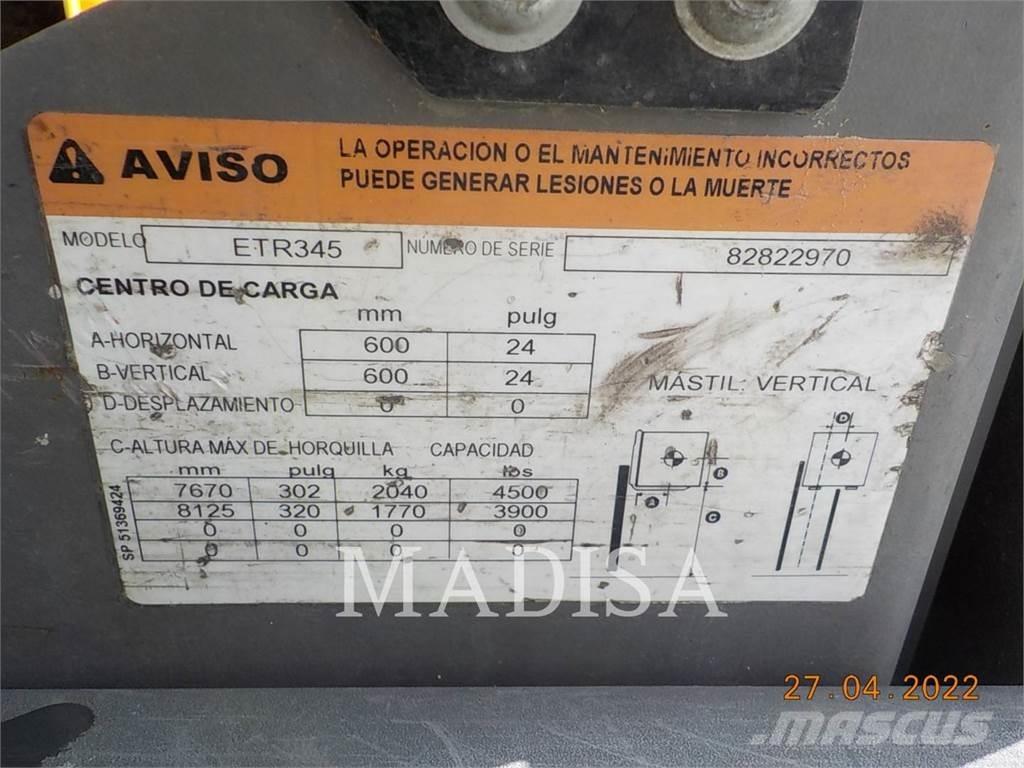 AVISO
LA OPERACION O EL MANTENIMIENTO INCORRECTOS
PUEDE GENERAR LESIONES O LA MUERTE
MODELO ETR345 NÚMERO DE SERIE 82822970
CENTRO DE CARGA
mm pulg
A-HORIZONTAL 600 24
B-VERTICAL 600 24
D-DESPLAZAMIENTO 0 0
MÁSTIL: VERTICAL
C-ALTURA MÁX DE HORQUILLA CAPACIDAD
mm pulg kg lbs
7670 302 2040 4500
8125 320 1770 3900
0 0 0 0
0 0 0 0
SP 51369424
D
B
A
C
MADISA
27.04.2022
MASCUS